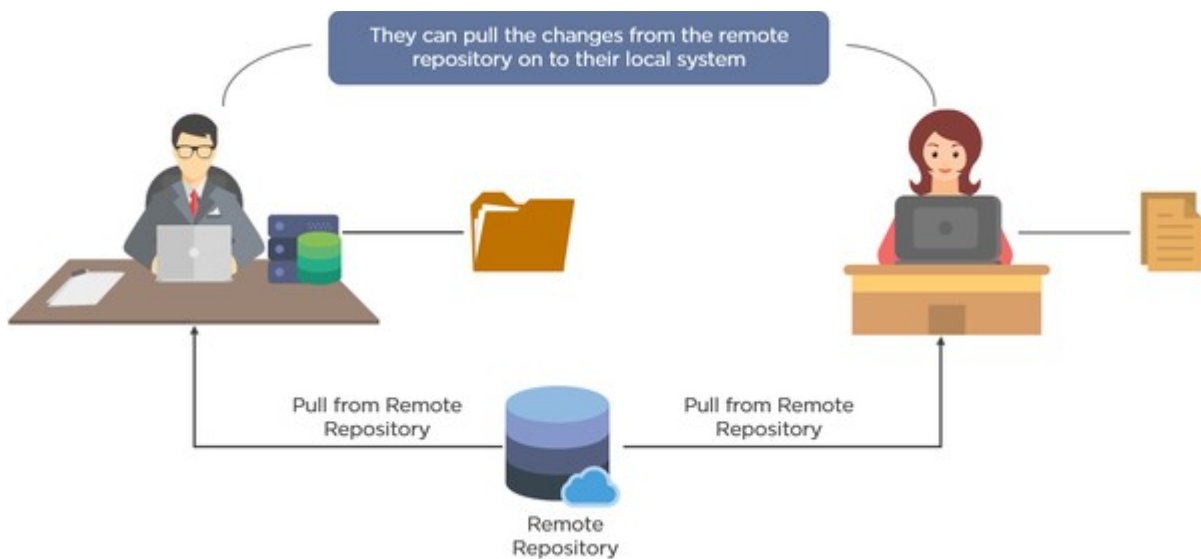 They can pull the changes from the remote
repository on to their local system
Pull from Remote
Repository
Pull from Remote
Repository
Remote
Repository